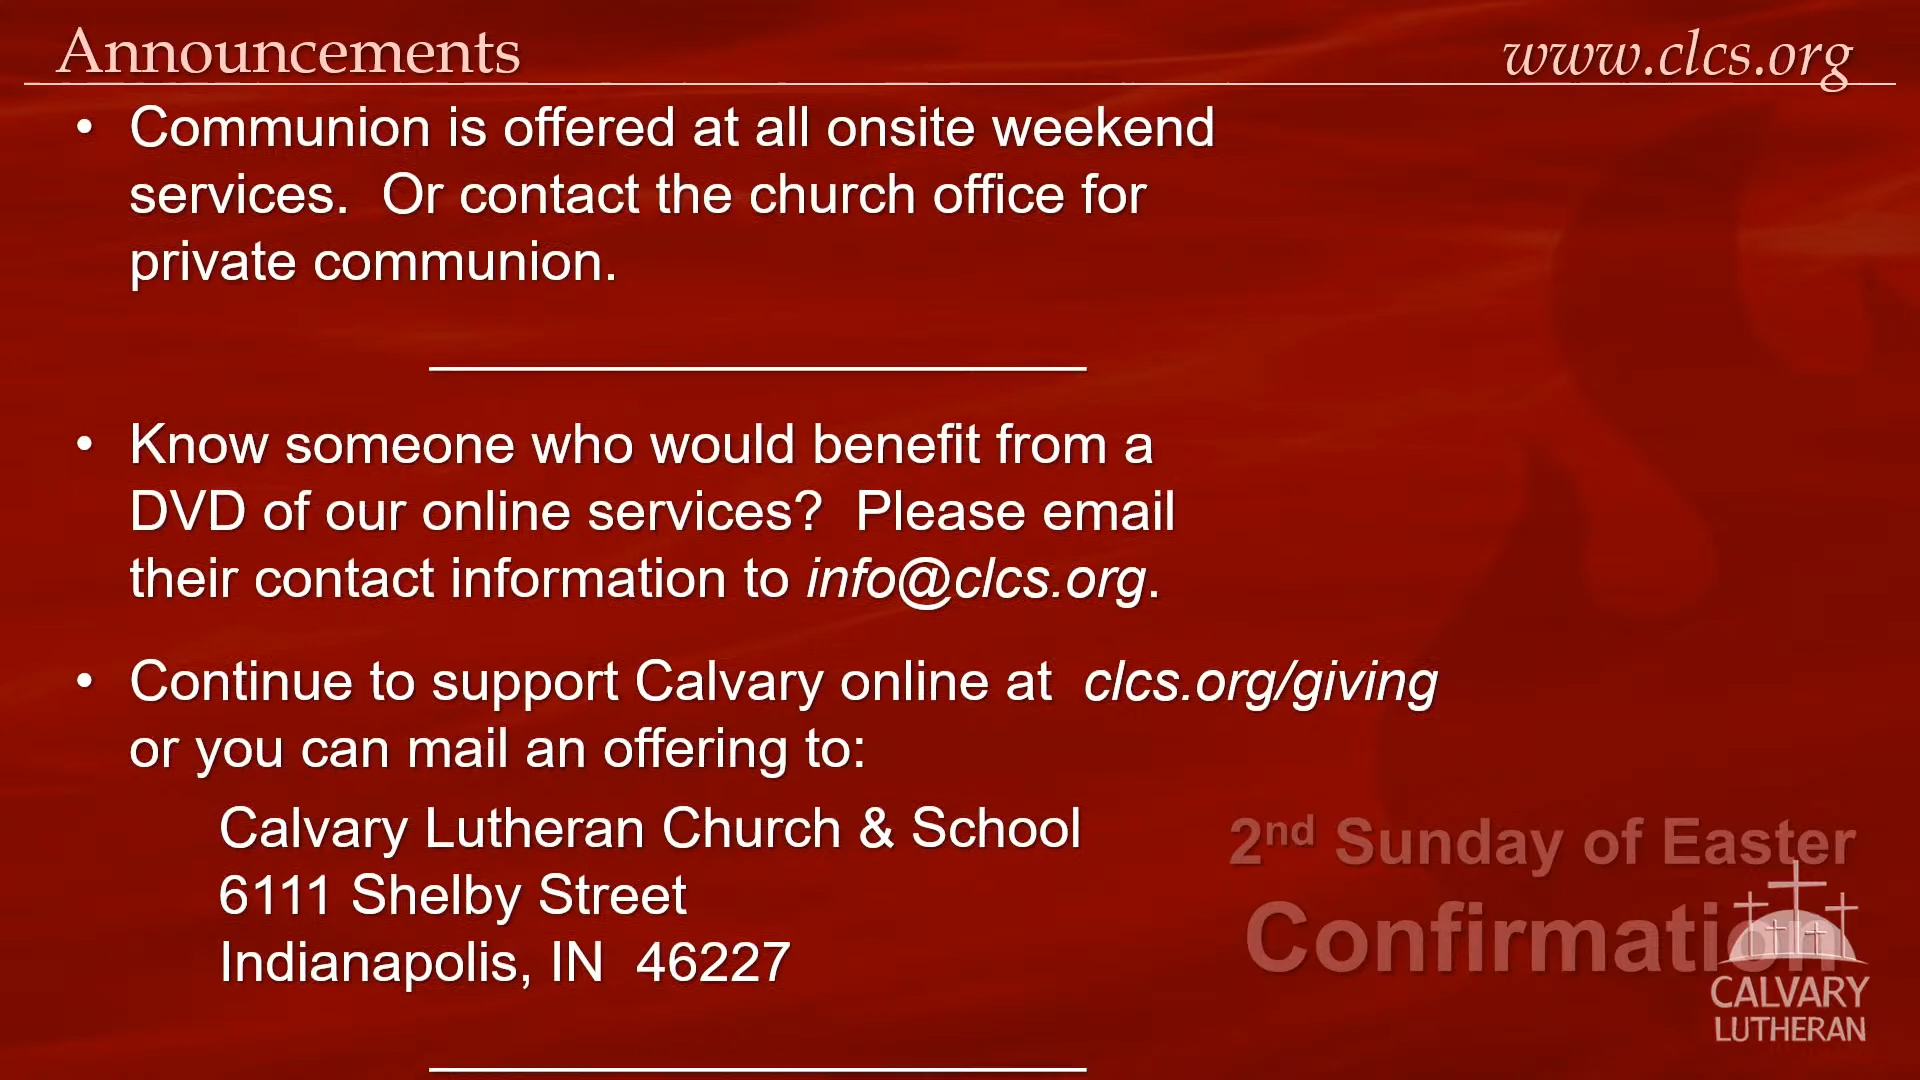 Announcements
www.clcs.org
• Communion is offered at all onsite weekend
services.  Or contact the church office for
private communion.
• Know someone who would benefit from a
DVD of our online services?  Please email
their contact information to info@clcs.org.
• Continue to support Calvary online at  clcs.org/giving
or you can mail an offering to:
Calvary Lutheran Church & School
6111 Shelby Street
Indianapolis, IN  46227
2nd Sunday of Easter
Confirmation
CALVARY
LUTHERAN